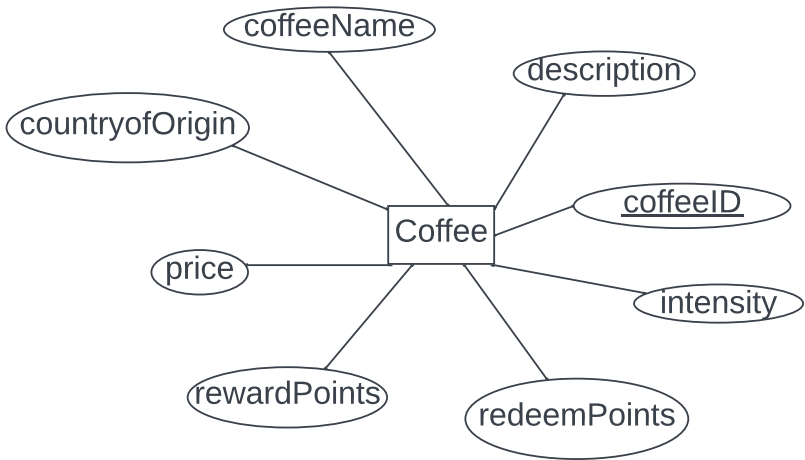 coffeeName
description
countryofOrigin
coffeeID
Coffee
price
intensity
rewardPoints
redeemPoints